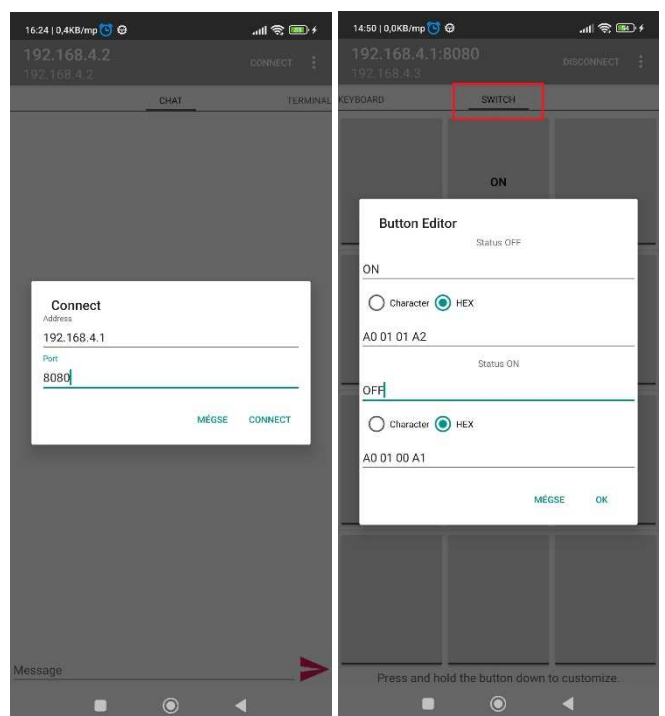 16:24 | 0,4KB/mp
192.168.4.2
192.168.4.2
CONNECT
CHAT
TERMINAL
Connect
Address
192.168.4.1
Port
8080
MÉGSE CONNECT
Message
14:50 | 0,0KB/mp
192.168.4.1:8080
192.168.4.3
DISCONNECT
KEYBOARD
SWITCH
ON
Button Editor
Status OFF
ON
Character HEX
A0 01 01 A2
Status ON
OFF
Character HEX
A0 01 00 A1
MÉGSE OK
Press and hold the button down to customize.